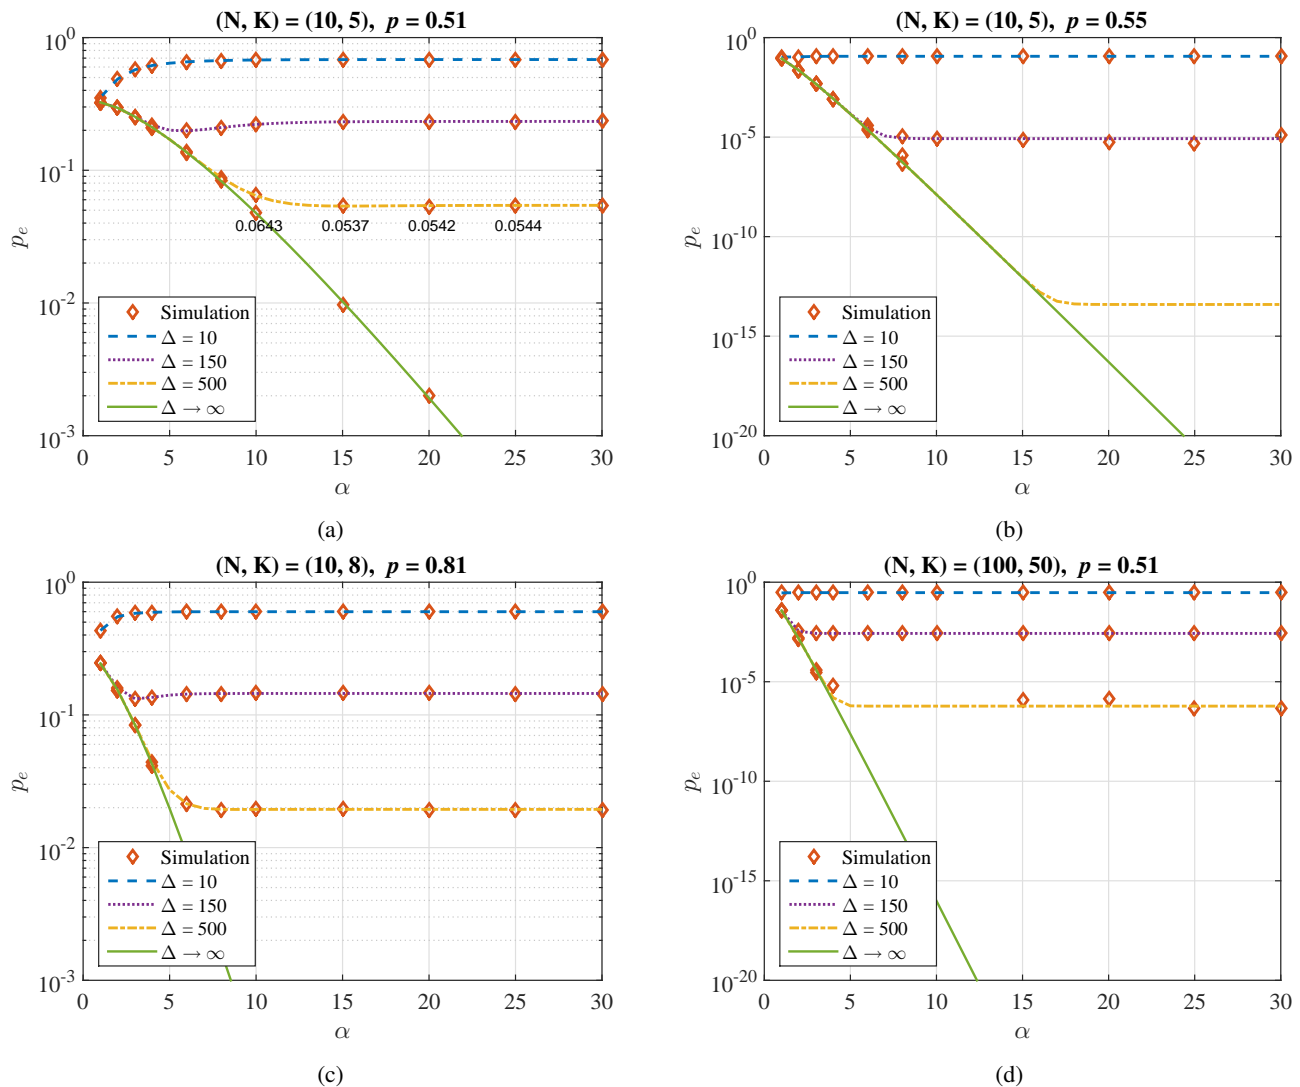 (N, K) = (10, 5), p = 0.51
10^0
10^-1
10^-2
10^-3
p_e
0.0643 0.0537 0.0542 0.0544
Simulation
Δ = 10
Δ = 150
Δ = 500
Δ → ∞
0 5 10 15 20 25 30
α
(a)
(N, K) = (10, 5), p = 0.55
10^0
10^-5
10^-10
10^-15
10^-20
p_e
Simulation
Δ = 10
Δ = 150
Δ = 500
Δ → ∞
0 5 10 15 20 25 30
α
(b)
(N, K) = (10, 8), p = 0.81
10^0
10^-1
10^-2
10^-3
p_e
Simulation
Δ = 10
Δ = 150
Δ = 500
Δ → ∞
0 5 10 15 20 25 30
α
(c)
(N, K) = (100, 50), p = 0.51
10^0
10^-5
10^-10
10^-15
10^-20
p_e
Simulation
Δ = 10
Δ = 150
Δ = 500
Δ → ∞
0 5 10 15 20 25 30
α
(d)